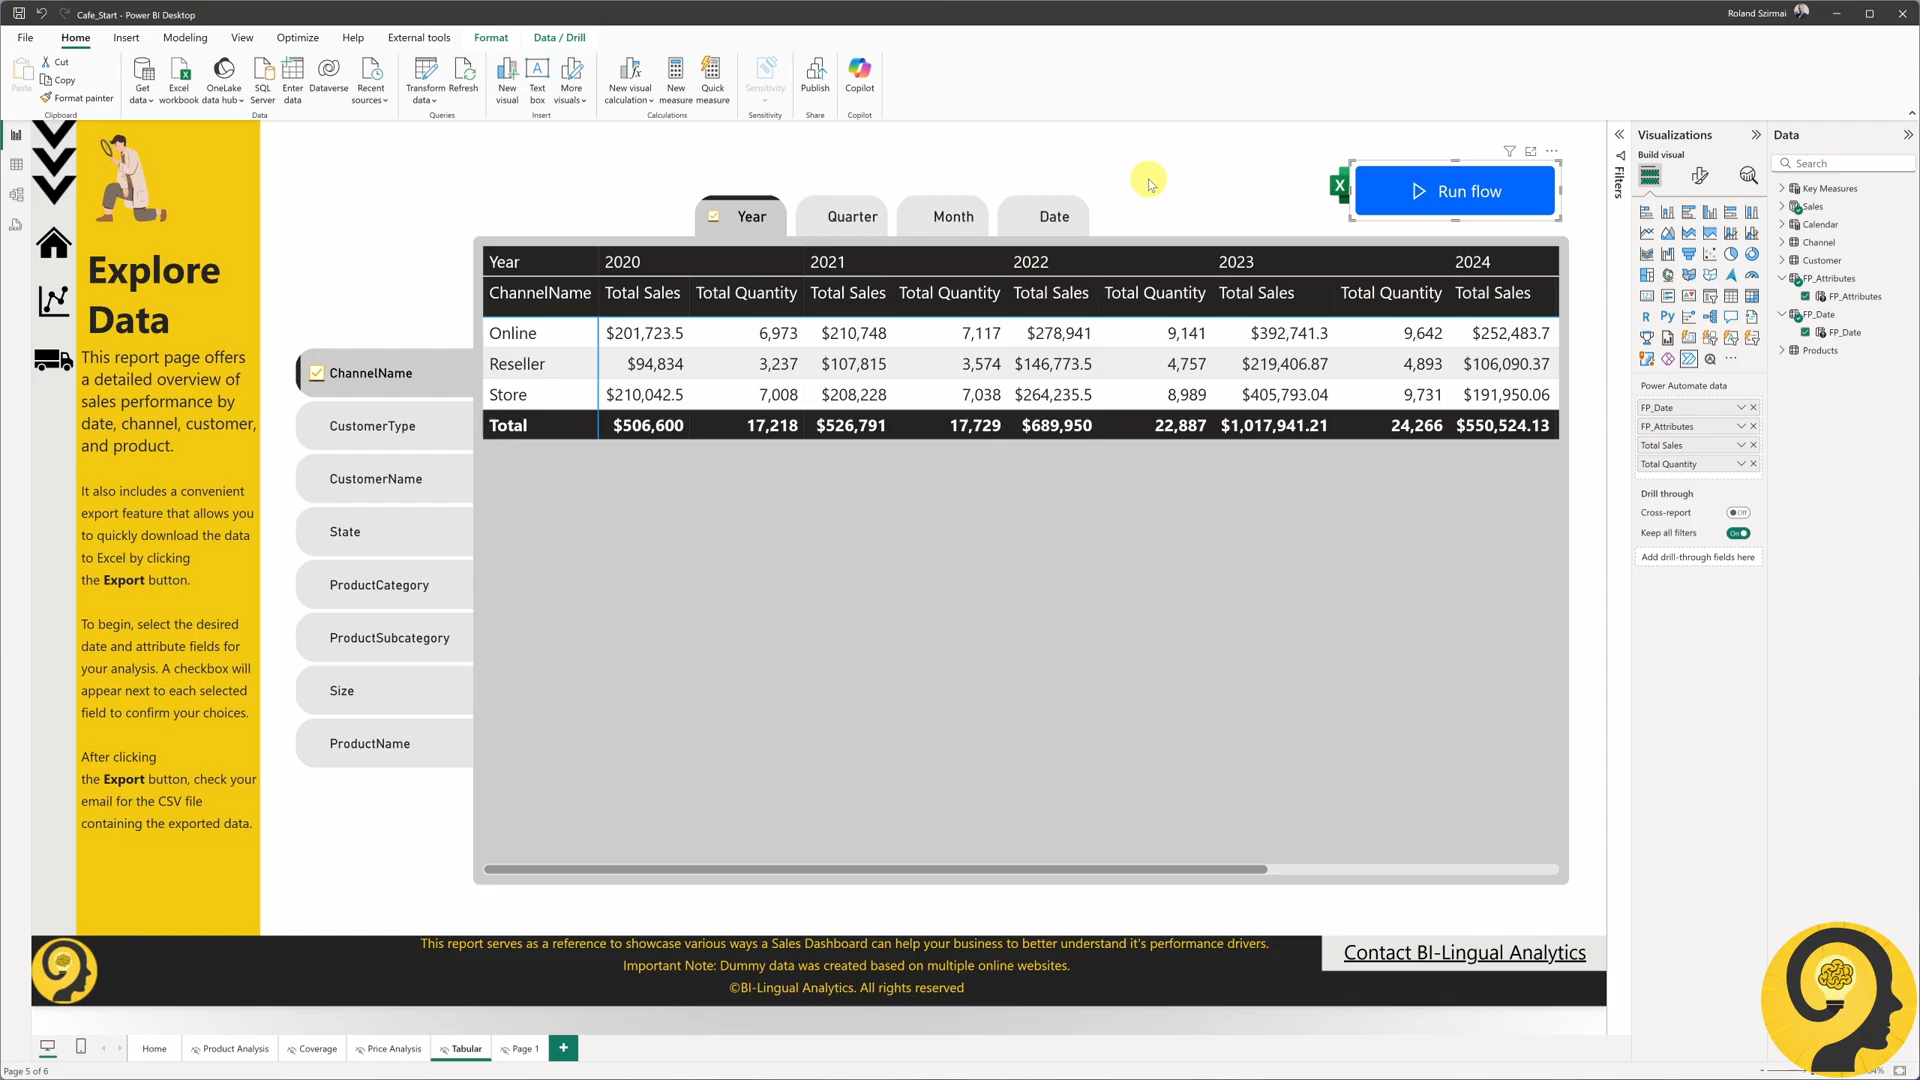 Cafe_Start - Power BI Desktop
Roland Szirmai
File
Home
Insert
Modeling
View
Optimize
Help
External tools
Format
Data / Drill
Paste
Cut
Copy
Format painter
Clipboard
Get data
Excel workbook
OneLake data hub
SQL Server
Enter data
Dataverse
Recent sources
Data
Transform data
Refresh
Queries
New visual
Text box
More visuals
Insert
New visual calculation
New measure
Quick measure
Calculations
Sensitivity
Sensitivity
Publish
Share
Copilot
Copilot
Explore
Data
This report page offers
a detailed overview of
sales performance by
date, channel, customer,
and product.
It also includes a convenient
export feature that allows you
to quickly download the data
to Excel by clicking
the Export button.
To begin, select the desired
date and attribute fields for
your analysis. A checkbox will
appear next to each selected
field to confirm your choices.
After clicking
the Export button, check your
email for the CSV file
containing the exported data.
ChannelName
CustomerType
CustomerName
State
ProductCategory
ProductSubcategory
Size
ProductName
Year
Quarter
Month
Date
X
Run flow
Year 2020 2021 2022 2023 2024
ChannelName Total Sales Total Quantity Total Sales Total Quantity Total Sales Total Quantity Total Sales Total Quantity Total Sales
Online $201,723.5 6,973 $210,748 7,117 $278,941 9,141 $392,741.3 9,642 $252,483.7
Reseller $94,834 3,237 $107,815 3,574 $146,773.5 4,757 $219,406.87 4,893 $106,090.37
Store $210,042.5 7,008 $208,228 7,038 $264,235.5 8,989 $405,793.04 9,731 $191,950.06
Total $506,600 17,218 $526,791 17,729 $689,950 22,887 $1,017,941.21 24,266 $550,524.13
This report serves as a reference to showcase various ways a Sales Dashboard can help your business to better understand it's performance drivers.
Important Note: Dummy data was created based on multiple online websites.
©BI-Lingual Analytics. All rights reserved
Contact BI-Lingual Analytics
Filters
Visualizations
Build visual
R
Py
Power Automate data
FP_Date
FP_Attributes
Total Sales
Total Quantity
Drill through
Cross-report
Off
Keep all filters
On
Add drill-through fields here
Data
Search
Key Measures
Sales
Calendar
Channel
Customer
FP_Attributes
FP_Attributes
FP_Date
FP_Date
Products
Home
Product Analysis
Coverage
Price Analysis
Tabular
Page 1
Page 5 of 6